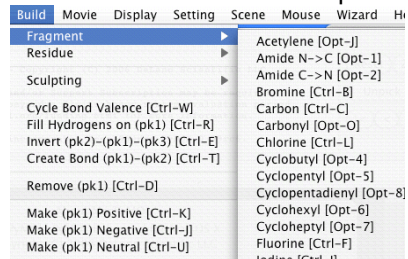 Build Movie Display Setting Scene Mouse Wizard
Fragment
Residue
Sculpting
Cycle Bond Valence [Ctrl-W]
Fill Hydrogens on (pk1) [Ctrl-R]
Invert (pk2)-(pk1)-(pk3) [Ctrl-E]
Create Bond (pk1)-(pk2) [Ctrl-T]
Remove (pk1) [Ctrl-D]
Make (pk1) Positive [Ctrl-K]
Make (pk1) Negative [Ctrl-J]
Make (pk1) Neutral [Ctrl-U]
Acetylene [Opt-J]
Amide N->C [Opt-1]
Amide C->N [Opt-2]
Bromine [Ctrl-B]
Carbon [Ctrl-C]
Carbonyl [Opt-O]
Chlorine [Ctrl-L]
Cyclobutyl [Opt-4]
Cyclopentyl [Opt-5]
Cyclopentadienyl [Opt-8]
Cyclohexyl [Opt-6]
Cycloheptyl [Opt-7]
Fluorine [Ctrl-F]